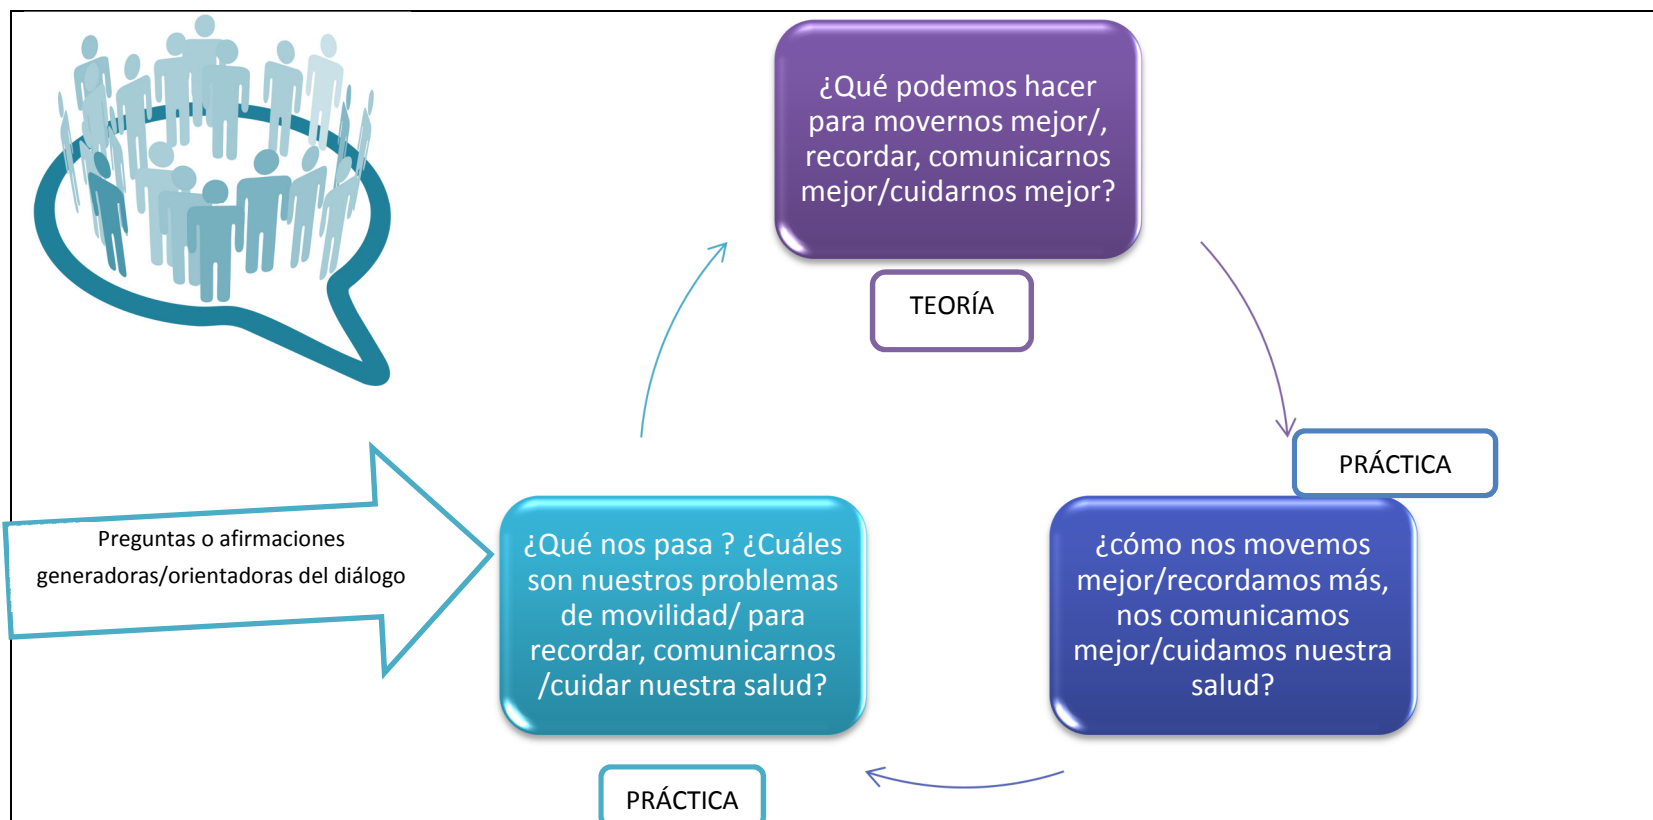 ¿Qué podemos hacer
para movernos mejor/,
recordar, comunicarnos
mejor/cuidarnos mejor?
TEORÍA
PRÁCTICA
Preguntas o afirmaciones
generadoras/orientadoras del diálogo
¿Qué nos pasa ? ¿Cuáles
son nuestros problemas
de movilidad/ para
recordar, comunicarnos
/cuidar nuestra salud?
¿cómo nos movemos
mejor/recordamos más,
nos comunicamos
mejor/cuidamos nuestra
salud?
PRÁCTICA